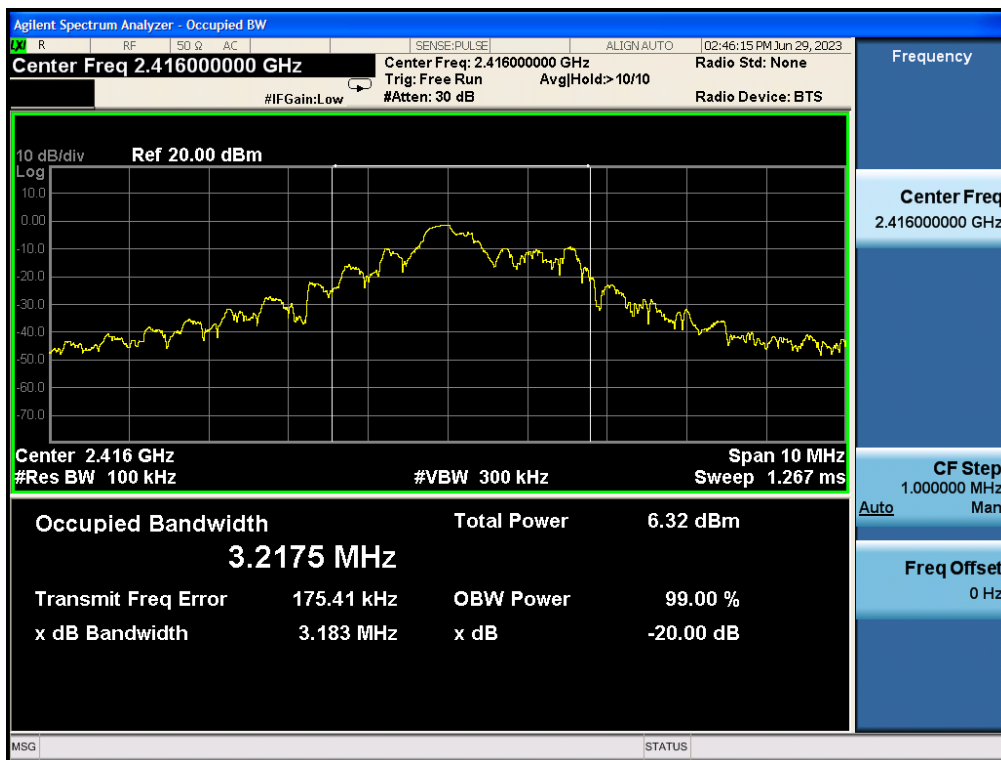 Agilent Spectrum Analyzer - Occupied BW
LXI R RF 50 Ω AC SENSE:PULSE ALIGN AUTO 02:46:15 PM Jun 29, 2023
Center Freq 2.416000000 GHz
Center Freq: 2.416000000 GHz
Radio Std: None
Trig: Free Run Avg|Hold:> 10/10
#IFGain:Low #Atten: 30 dB
Radio Device: BTS
10 dB/div Ref 20.00 dBm
Log
10.0
0.00
-10.0
-20.0
-30.0
-40.0
-50.0
-60.0
-70.0
Center 2.416 GHz Span 10 MHz
#Res BW 100 kHz #VBW 300 kHz Sweep 1.267 ms
Occupied Bandwidth Total Power 6.32 dBm
3.2175 MHz
Transmit Freq Error 175.41 kHz OBW Power 99.00 %
x dB Bandwidth 3.183 MHz x dB -20.00 dB
Frequency
Center Freq
2.416000000 GHz
CF Step
1.000000 MHz
Auto Man
Freq Offset
0 Hz
MSG STATUS